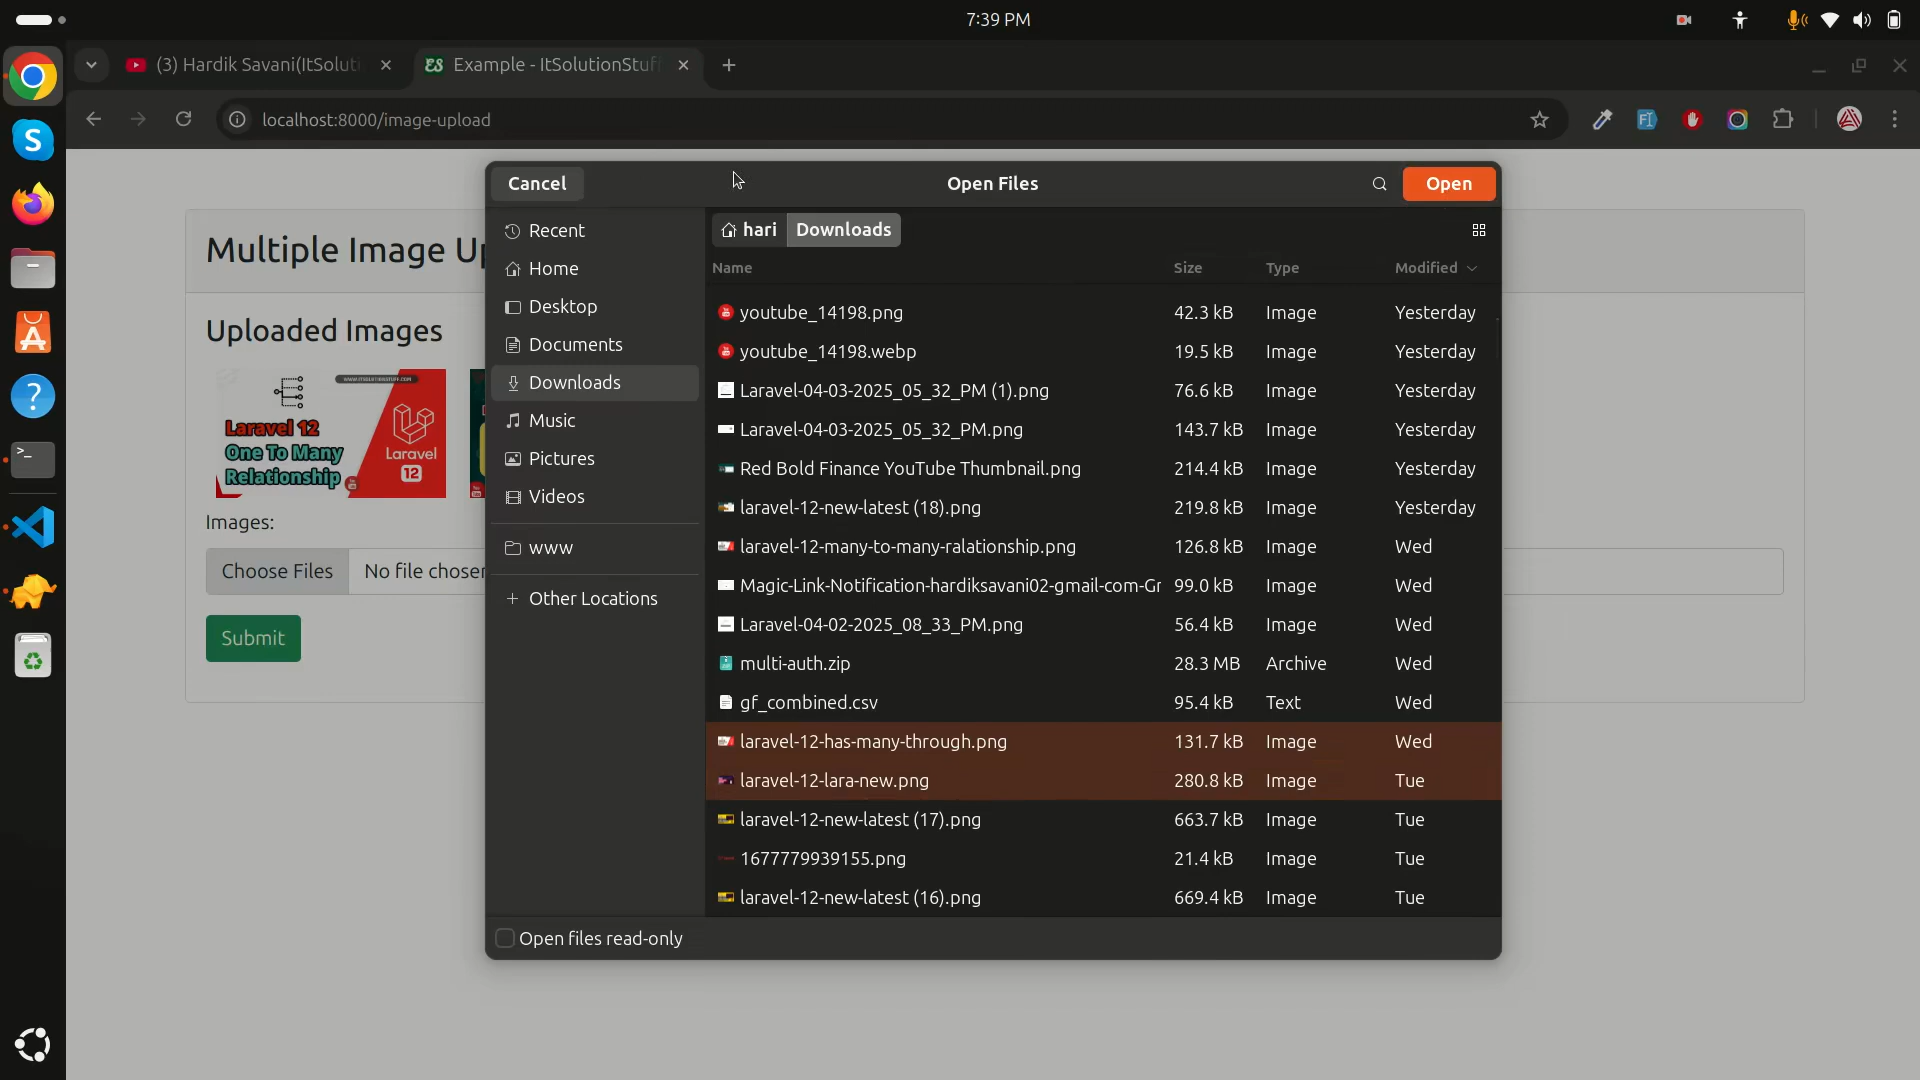 7:39 PM
(3) Hardik Savani(ItSoluti
Example - ItSolutionStuf
localhost:8000/image-upload
Cancel
Open Files
Open
Multiple Image Up
Uploaded Images
WWW.ITSOLUTIONSTUFF.COM
Laravel 12
One To Many
Relationship
Laravel
12
Images:
Choose Files
No file chosen
Submit
Recent
Home
Desktop
Documents
Downloads
Music
Pictures
Videos
www
Other Locations
hari
Downloads
Name Size Type Modified
youtube_14198.png 42.3 kB Image Yesterday
youtube_14198.webp 19.5 kB Image Yesterday
Laravel-04-03-2025_05_32_PM (1).png 76.6 kB Image Yesterday
Laravel-04-03-2025_05_32_PM.png 143.7 kB Image Yesterday
Red Bold Finance YouTube Thumbnail.png 214.4 kB Image Yesterday
laravel-12-new-latest (18).png 219.8 kB Image Yesterday
laravel-12-many-to-many-ralationship.png 126.8 kB Image Wed
Magic-Link-Notification-hardiksavani02-gmail-com-Gr 99.0 kB Image Wed
Laravel-04-02-2025_08_33_PM.png 56.4 kB Image Wed
multi-auth.zip 28.3 MB Archive Wed
gf_combined.csv 95.4 kB Text Wed
laravel-12-has-many-through.png 131.7 kB Image Wed
laravel-12-lara-new.png 280.8 kB Image Tue
laravel-12-new-latest (17).png 663.7 kB Image Tue
1677779939155.png 21.4 kB Image Tue
laravel-12-new-latest (16).png 669.4 kB Image Tue
Open files read-only